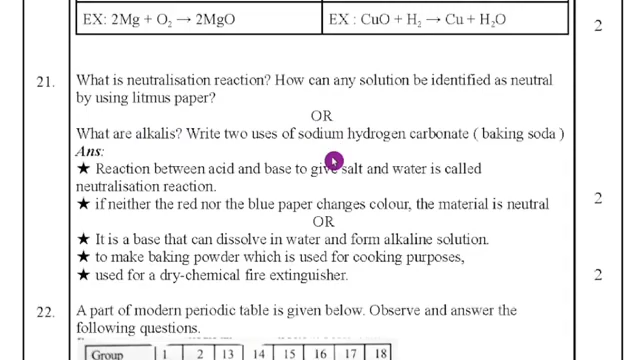 EX: 2Mg + O₂ → 2MgO
EX : CuO + H₂ → Cu + H₂O
2
21.
What is neutralisation reaction? How can any solution be identified as neutral
by using litmus paper?
OR
What are alkalis? Write two uses of sodium hydrogen carbonate ( baking soda )
Ans:
★ Reaction between acid and base to give salt and water is called
neutralisation reaction.
★ if neither the red nor the blue paper changes colour, the material is neutral
2
OR
★ It is a base that can dissolve in water and form alkaline solution.
★ to make baking powder which is used for cooking purposes,
★ used for a dry-chemical fire extinguisher.
2
22.
A part of modern periodic table is given below. Observe and answer the
following questions.
Group 1 2 13 14 15 16 17 18